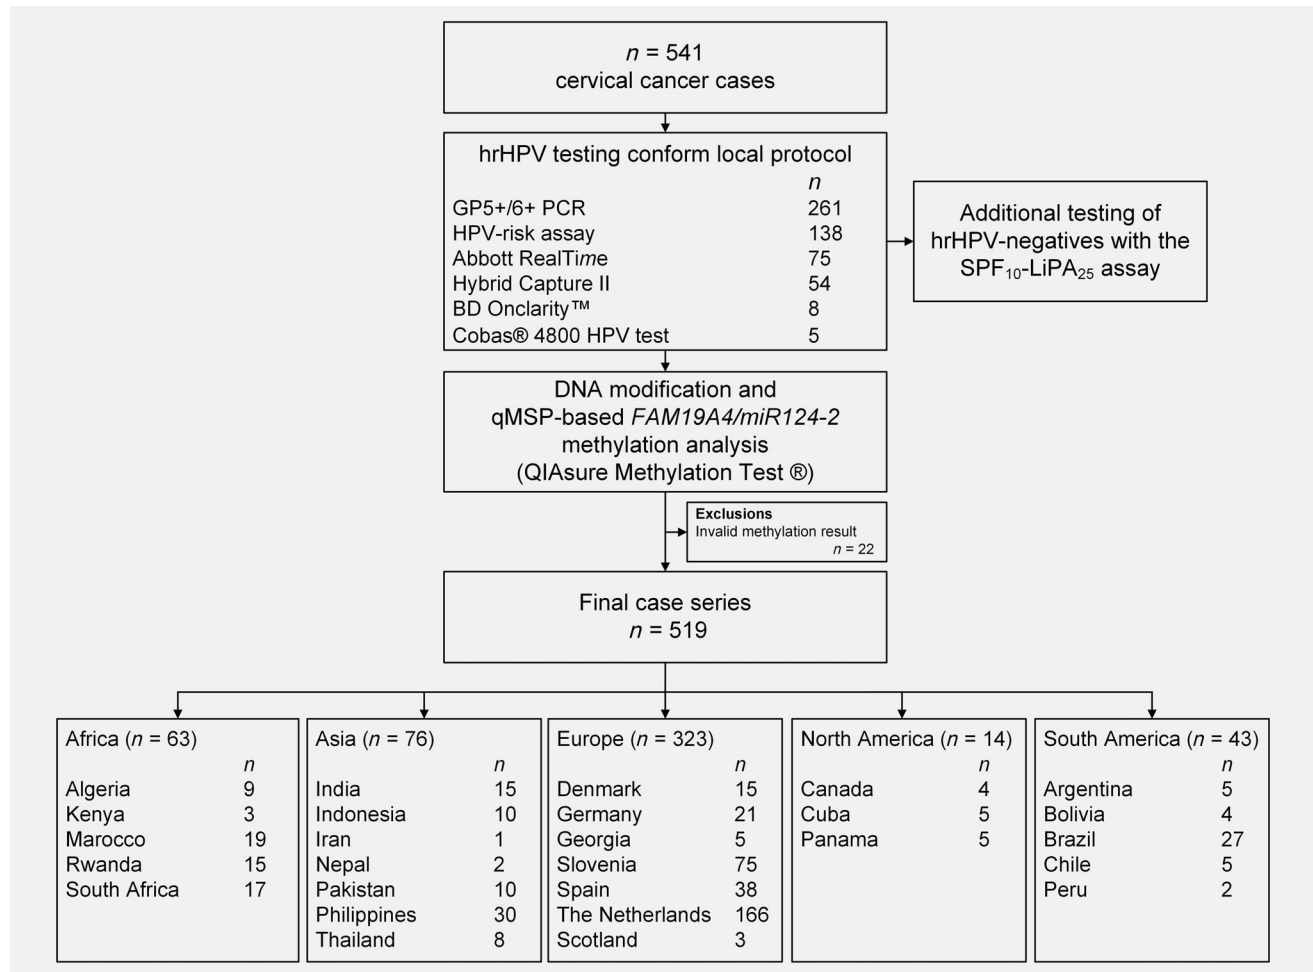 n = 541
cervical cancer cases
hrHPV testing conform local protocol
n
GP5+/6+ PCR 261
HPV-risk assay 138
Abbott RealTime 75
Hybrid Capture II 54
BD Onclarity™ 8
Cobas® 4800 HPV test 5
Additional testing of
hrHPV-negatives with the
SPF10-LiPA25 assay
DNA modification and
qMSP-based FAM19A4/miR124-2
methylation analysis
(QIAsure Methylation Test ®)
Exclusions
Invalid methylation result
n = 22
Final case series
n = 519
Africa (n = 63)
n
Algeria 9
Kenya 3
Marocco 19
Rwanda 15
South Africa 17
Asia (n = 76)
n
India 15
Indonesia 10
Iran 1
Nepal 2
Pakistan 10
Philippines 30
Thailand 8
Europe (n = 323)
n
Denmark 15
Germany 21
Georgia 5
Slovenia 75
Spain 38
The Netherlands 166
Scotland 3
North America (n = 14)
n
Canada 4
Cuba 5
Panama 5
South America (n = 43)
n
Argentina 5
Bolivia 4
Brazil 27
Chile 5
Peru 2